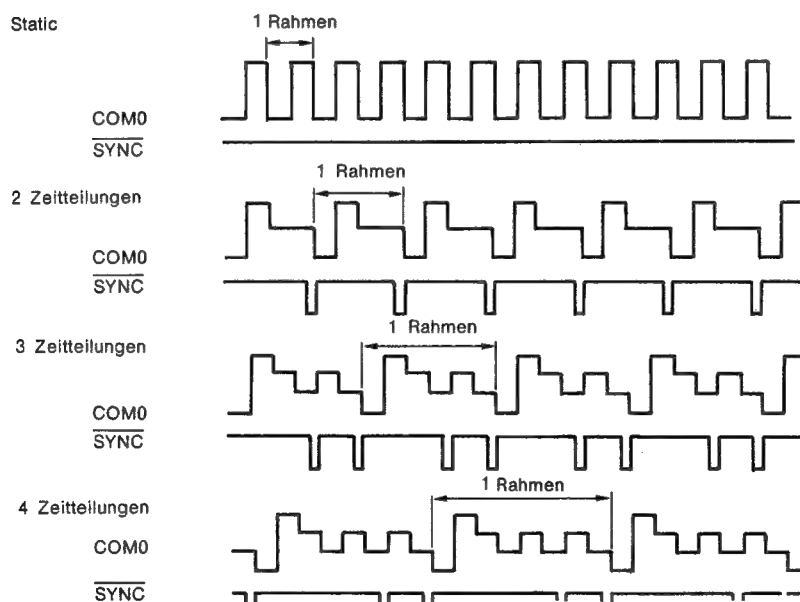 Static
1 Rahmen
COM0
SYNC
1 Rahmen
2 Zeitteilungen
COM0
SYNC
1 Rahmen
3 Zeitteilungen
COM0
SYNC
1 Rahmen
4 Zeitteilungen
COM0
SYNC